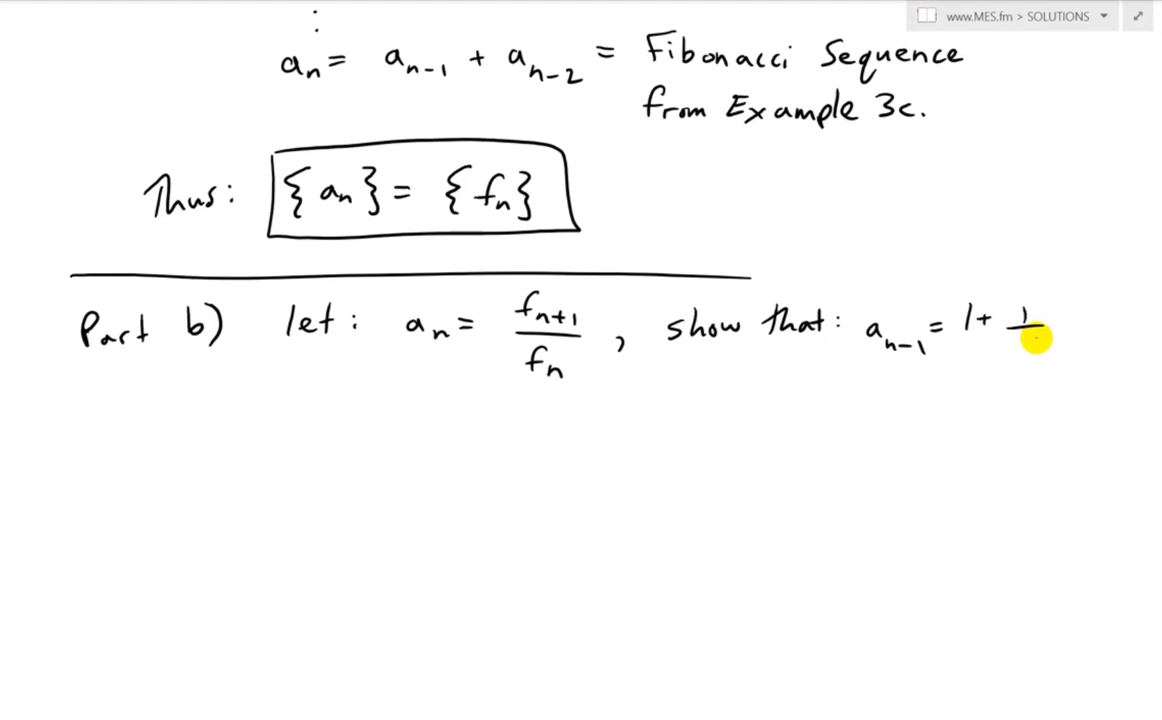 www.MES.fm > SOLUTIONS
⋮
aₙ = aₙ₋₁ + aₙ₋₂ = Fibonacci Sequence
from Example 3c.
Thus: {aₙ} = {fₙ}
Part b) let: aₙ = fₙ₊₁/fₙ , show that: aₙ₋₁ = 1 + 1/